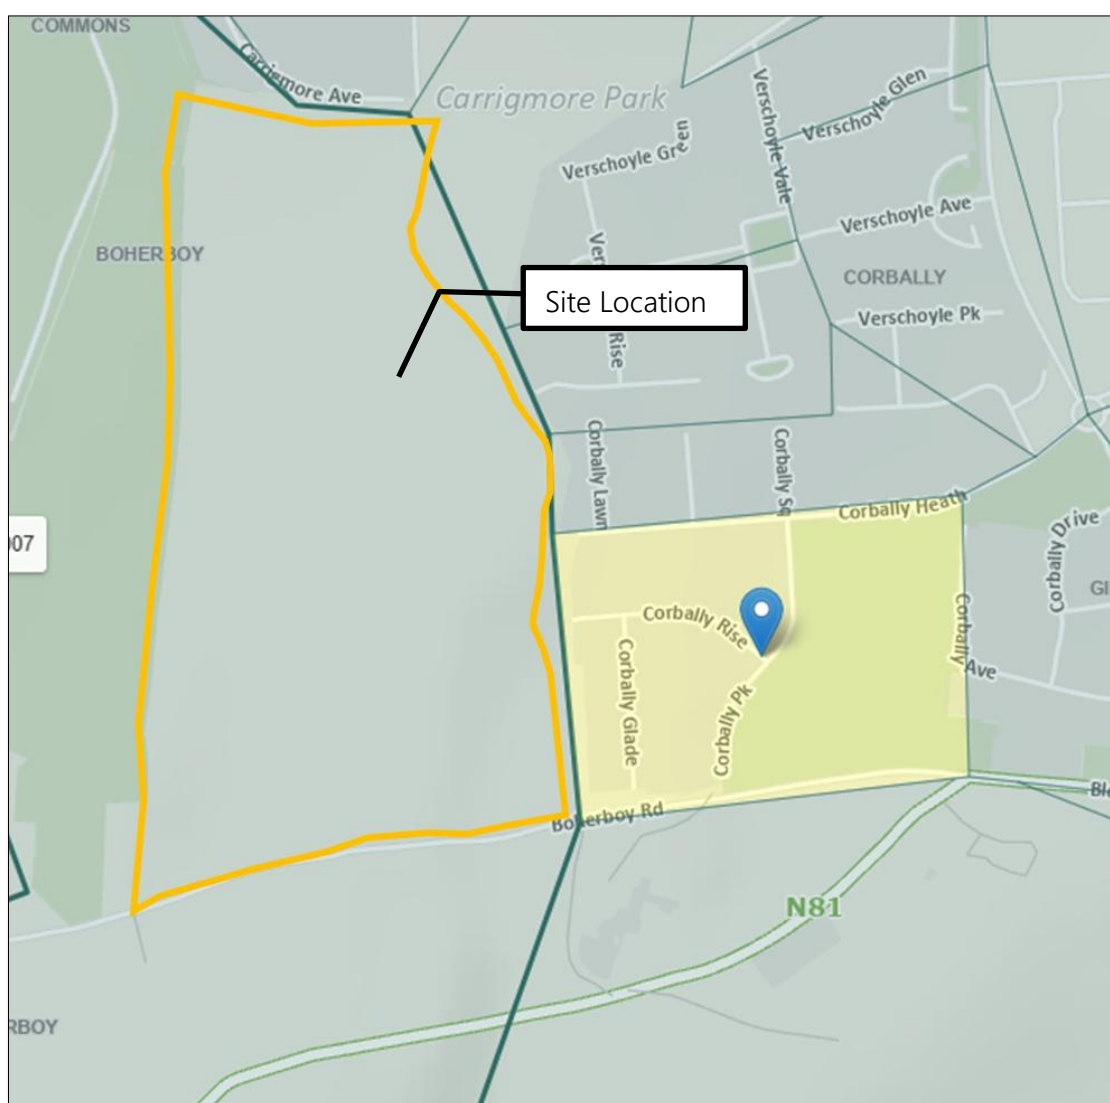 COMMONS
Carrigmore Ave
Carrigmore Park
Verschoyle Green
Verschoyle Vale
Verschoyle Glen
Verschoyle Ave
BOHERBOY
CORBALLY
Site Location
Rise
Verschoyle Pk
Corbally Lawn
Corbally Sq
Corbally Heath
Corbally Drive
07
Corbally Rise
Corbally Glade
Corbally Pk
Corbally Ave
Boherboy Rd
N81
RBOY